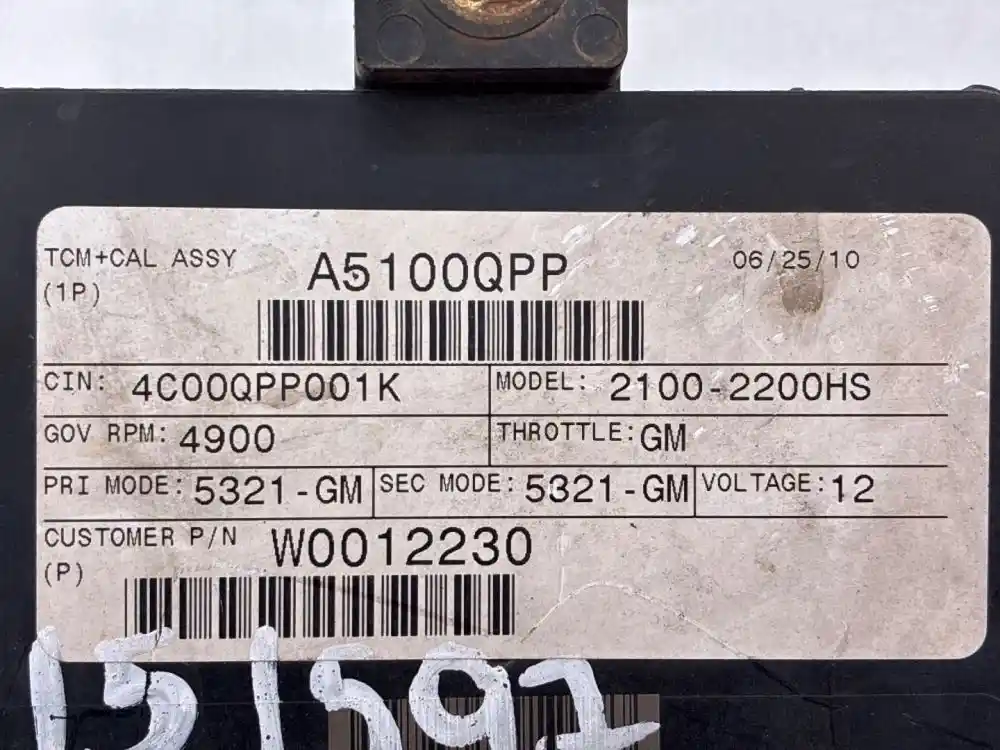 TCM+CAL ASSY A5100QPP 06/25/10
(1P)
CIN: 4C00QPP001K MODEL: 2100-2200HS
GOV RPM: 4900 THROTTLE: GM
PRI MODE: 5321-GM SEC MODE: 5321-GM VOLTAGE: 12
CUSTOMER P/N W0012230
(P)